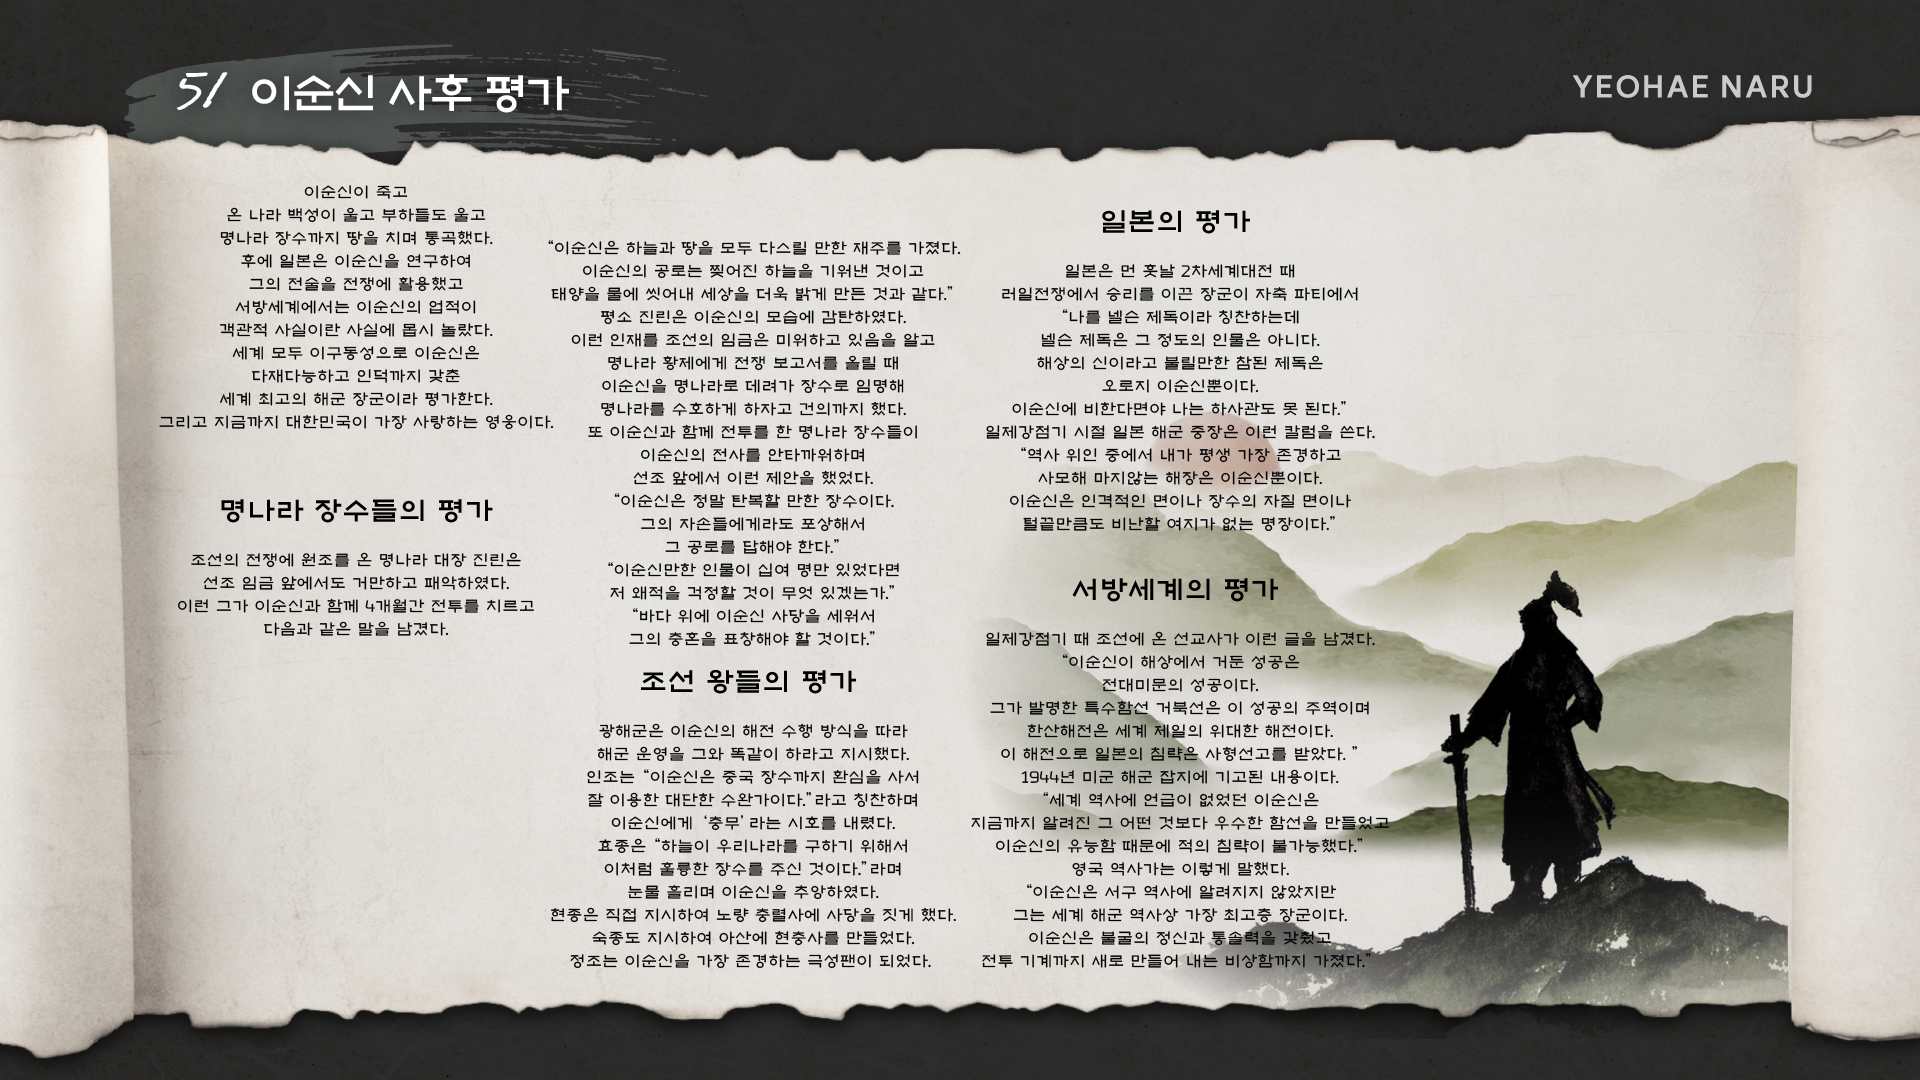 5/ 이순신 사후 평가
YEOHAE NARU
이순신이 죽고
온 나라 백성이 울고 부하들도 울고
명나라 장수까지 땅을 치며 통곡했다.
후에 일본은 이순신을 연구하여
그의 전술을 전쟁에 활용했고
서방세계에서는 이순신의 업적이
객관적 사실이란 사실에 몹시 놀랐다.
세계 모두 이구동성으로 이순신은
다재다능하고 인덕까지 갖춘
세계 최고의 해군 장군이라 평가한다.
그리고 지금까지 대한민국이 가장 사랑하는 영웅이다.
명나라 장수들의 평가
조선의 전쟁에 원조를 온 명나라 대장 진린은
선조 임금 앞에서도 거만하고 패악하였다.
이런 그가 이순신과 함께 4개월간 전투를 치르고
다음과 같은 말을 남겼다.
“이순신은 하늘과 땅을 모두 다스릴 만한 재주를 가졌다.
이순신의 공로는 찢어진 하늘을 기워낸 것이고
태양을 물에 씻어내 세상을 더욱 밝게 만든 것과 같다.”
평소 진린은 이순신의 모습에 감탄하였다.
이런 인재를 조선의 임금은 미워하고 있음을 알고
명나라 황제에게 전쟁 보고서를 올릴 때
이순신을 명나라로 데려가 장수로 임명해
명나라를 수호하게 하자고 건의까지 했다.
또 이순신과 함께 전투를 한 명나라 장수들이
이순신의 전사를 안타까워하며
선조 앞에서 이런 제안을 했었다.
“이순신은 정말 탄복할 만한 장수이다.
그의 자손들에게라도 포상해서
그 공로를 답해야 한다.”
“이순신만한 인물이 십여 명만 있었다면
저 왜적을 걱정할 것이 무엇 있겠는가.”
“바다 위에 이순신 사당을 세워서
그의 충혼을 표창해야 할 것이다.”
조선 왕들의 평가
광해군은 이순신의 해전 수행 방식을 따라
해군 운영을 그와 똑같이 하라고 지시했다.
인조는 “이순신은 중국 장수까지 환심을 사서
잘 이용한 대단한 수완가이다.”라고 칭찬하며
이순신에게 ‘충무’라는 시호를 내렸다.
효종은 “하늘이 우리나라를 구하기 위해서
이처럼 훌륭한 장수를 주신 것이다.”라며
눈물 흘리며 이순신을 추앙하였다.
현종은 직접 지시하여 노량 충렬사에 사당을 짓게 했다.
숙종도 지시하여 아산에 현충사를 만들었다.
정조는 이순신을 가장 존경하는 극성팬이 되었다.
일본의 평가
일본은 먼 훗날 2차세계대전 때
러일전쟁에서 승리를 이끈 장군이 자축 파티에서
“나를 넬슨 제독이라 칭찬하는데
넬슨 제독은 그 정도의 인물은 아니다.
해상의 신이라고 불릴만한 참된 제독은
오로지 이순신뿐이다.
이순신에 비한다면야 나는 하사관도 못 된다.”
일제강점기 시절 일본 해군 중장은 이런 칼럼을 쓴다.
“역사 위인 중에서 내가 평생 가장 존경하고
사모해 마지않는 해장은 이순신뿐이다.
이순신은 인격적인 면이나 장수의 자질 면이나
털끝만큼도 비난할 여지가 없는 명장이다.”
서방세계의 평가
일제강점기 때 조선에 온 선교사가 이런 글을 남겼다.
“이순신이 해상에서 거둔 성공은
전대미문의 성공이다.
그가 발명한 특수함선 거북선은 이 성공의 주역이며
한산해전은 세계 제일의 위대한 해전이다.
이 해전으로 일본의 침략은 사형선고를 받았다. ”
1944년 미군 해군 잡지에 기고된 내용이다.
“세계 역사에 언급이 없었던 이순신은
지금까지 알려진 그 어떤 것보다 우수한 함선을 만들었고
이순신의 유능함 때문에 적의 침략이 불가능했다.”
영국 역사가는 이렇게 말했다.
“이순신은 서구 역사에 알려지지 않았지만
그는 세계 해군 역사상 가장 최고층 장군이다.
이순신은 불굴의 정신과 통솔력을 갖췄고
전투 기계까지 새로 만들어 내는 비상함까지 가졌다.”